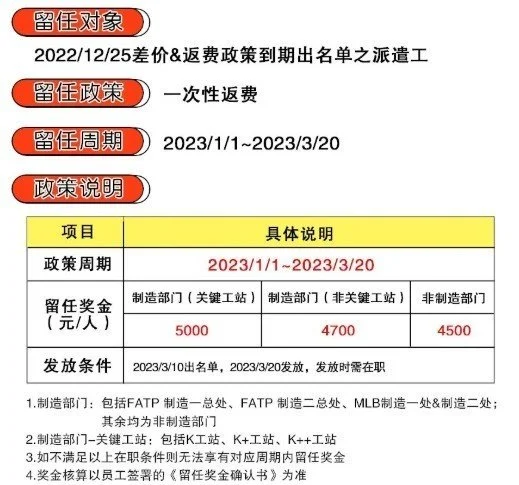 留任对象
2022/12/25差价&返费政策到期出名单之派遣工
留任政策
一次性返费
留任周期
2023/1/1~2023/3/20
政策说明
项目
具体说明
政策周期
2023/1/1~2023/3/20
留任奖金
(元/人)
制造部门（关键工站）
制造部门（非关键工站）
非制造部门
5000
4700
4500
发放条件
2023/3/10出名单，2023/3/20发放，发放时需在职
1.制造部门：包括FATP 制造一总处、FATP 制造二总处、MLB制造一处&制造二处；
其余均为非制造部门
2.制造部门-关键工站；包括K工站、K+工站、K++工站
3.如不满足以上在职条件则无法享有对应周期内留任奖金
4.奖金核算以员工签署的《留任奖金确认书》为准